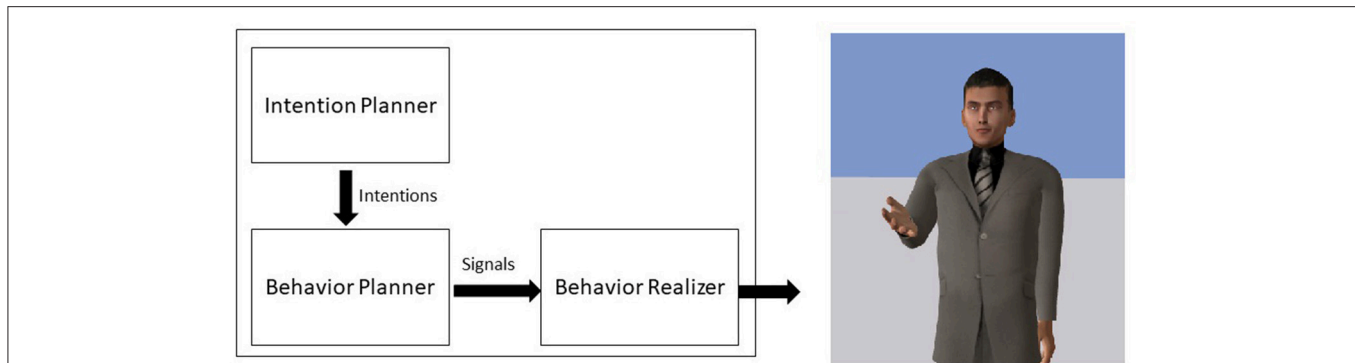 Intention Planner
Intentions
Signals
Behavior Planner
Behavior Realizer